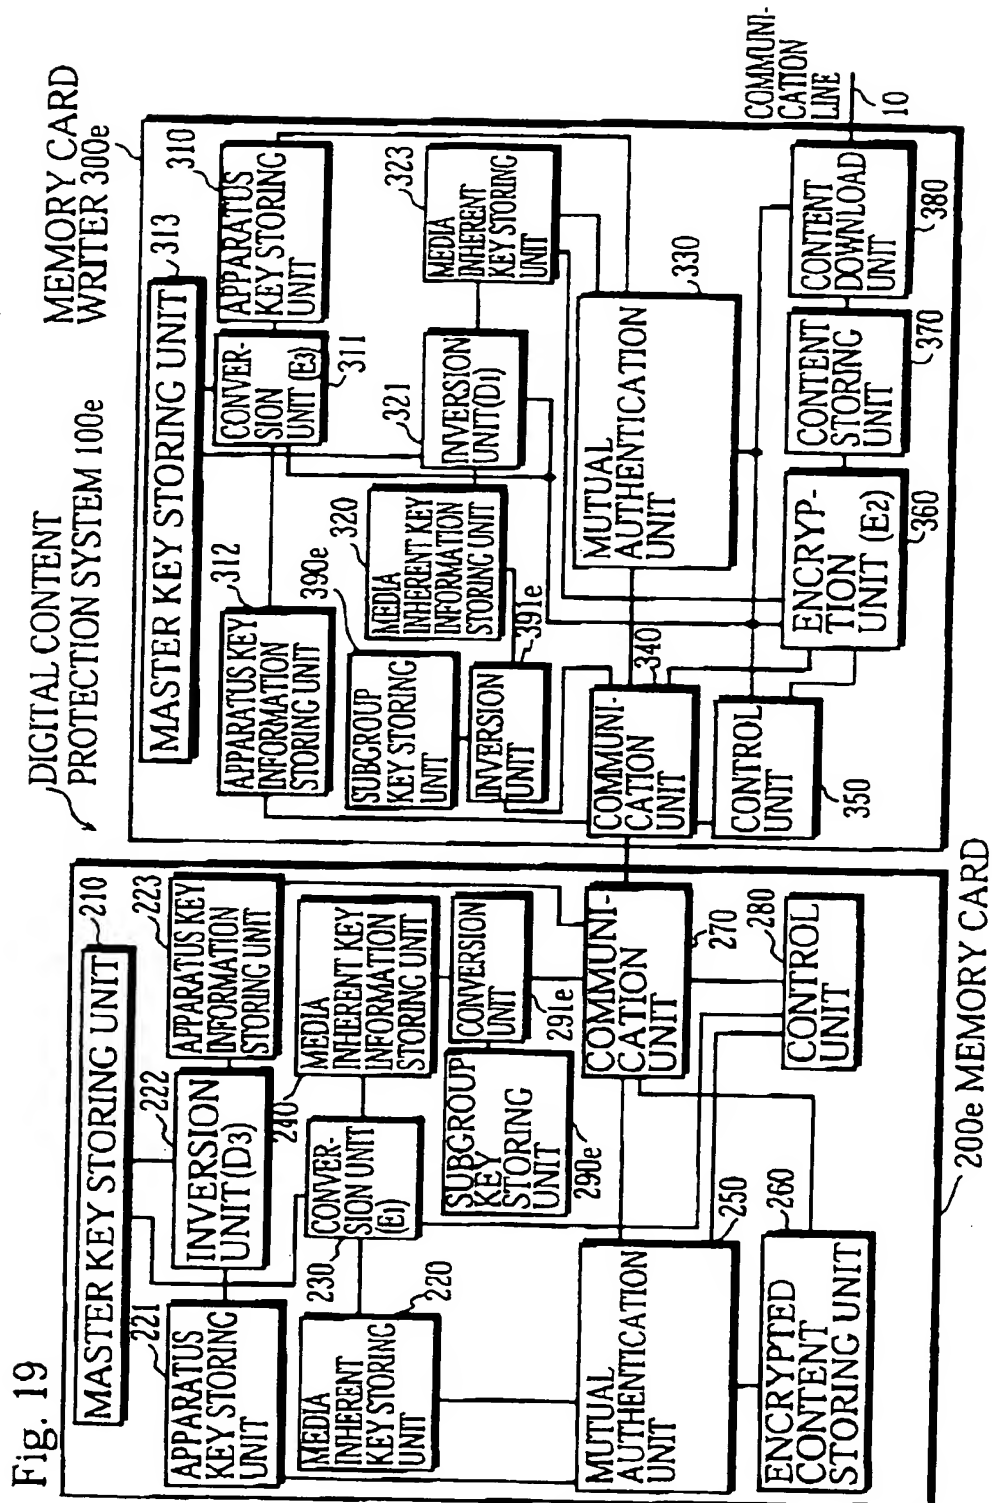 Fig. 19
DIGITAL CONTENT
PROTECTION SYSTEM 100e
MASTER KEY STORING UNIT
210
APPARATUS
KEY STORING
UNIT
221
INVERSION
UNIT(D3)
222
APPARATUS KEY
INFORMATION
STORING UNIT
223
MEDIA
INHERENT
KEY STORING
UNIT
220
CONVER-
SION UNIT
(E1)
230
MEDIA
INHERENT KEY
INFORMATION
STORING UNIT
240
SUBGROUP
KEY
STORING
UNIT
290e
CONVERSION
UNIT
291e
MUTUAL
AUTHENTICATION
UNIT
250
COMMUNI-
CATION
UNIT
270
ENCRYPTED
CONTENT
STORING UNIT
260
CONTROL
UNIT
280
200e MEMORY CARD
MEMORY CARD
WRITER 300e
MASTER KEY STORING UNIT
313
APPARATUS KEY
INFORMATION
STORING UNIT
312
CONVER-
SION
UNIT (E3)
311
APPARATUS
KEY STORING
UNIT
310
SUBGROUP
KEY STORING
UNIT
390e
MEDIA
INHERENT KEY
INFORMATION
STORING UNIT
320
INVERSION
UNIT(D1)
321
MEDIA
INHERENT
KEY STORING
UNIT
323
INVERSION
UNIT
391e
COMMUNI-
CATION
UNIT
340
MUTUAL
AUTHENTICATION
UNIT
330
CONTROL
UNIT
350
ENCRYP-
TION
UNIT (E2)
360
CONTENT
STORING
UNIT
370
CONTENT
DOWNLOAD
UNIT
380
COMMUNI-
CATION
LINE
10